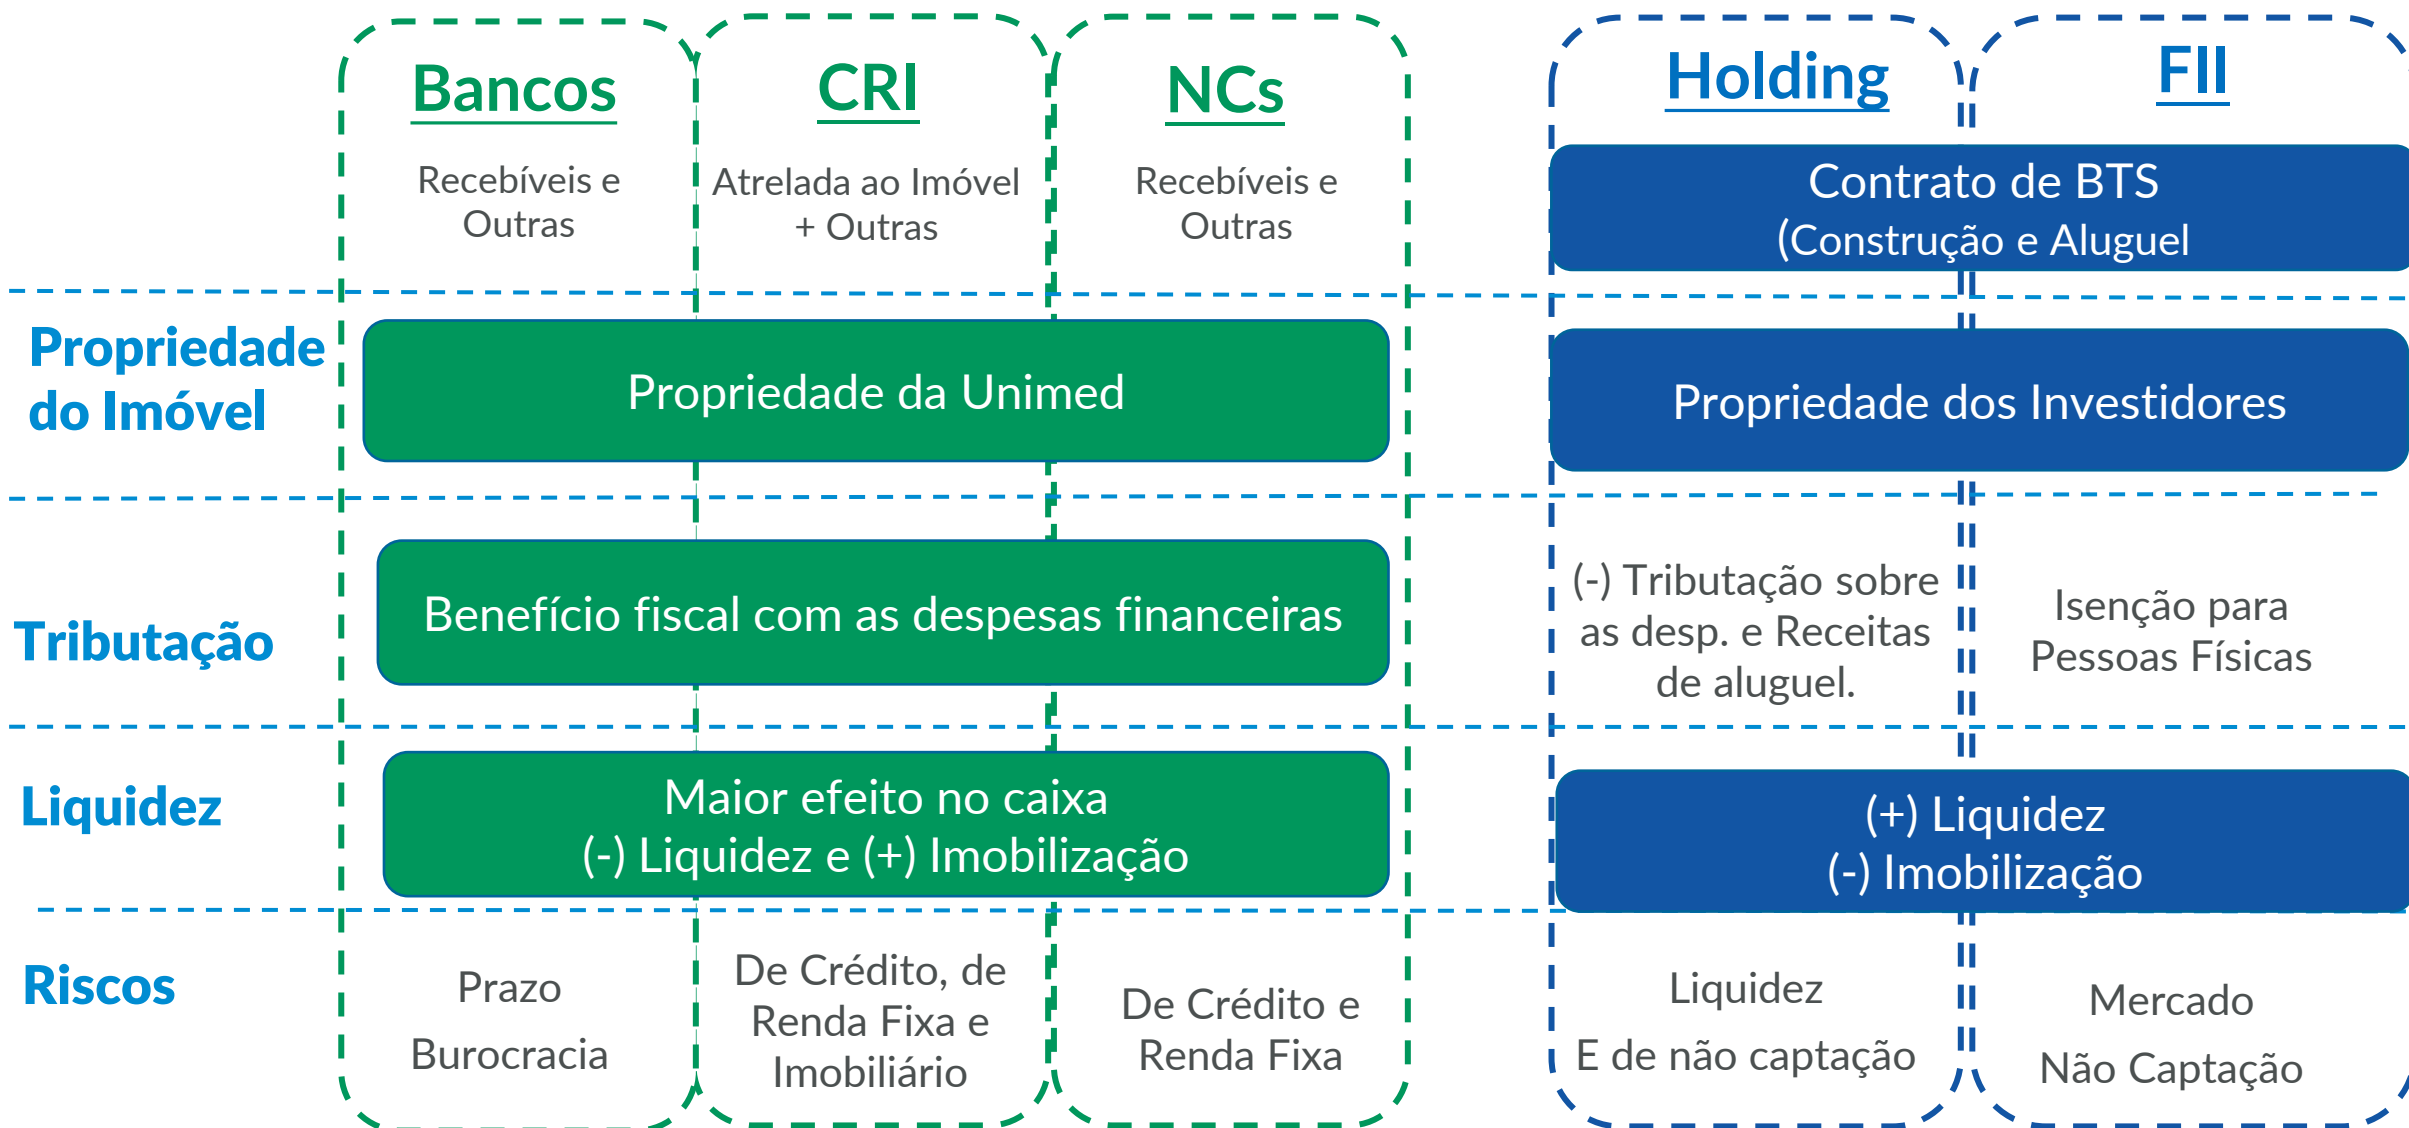 Bancos
CRI
NCs
Holding
FII
Recebíveis e
Outras
Atrelada ao Imóvel
+ Outras
Recebíveis e
Outras
Contrato de BTS
(Construção e Aluguel
Propriedade
do Imóvel
Propriedade da Unimed
Propriedade dos Investidores
Tributação
Benefício fiscal com as despesas financeiras
(-) Tributação sobre
as desp. e Receitas
de aluguel.
Isenção para
Pessoas Físicas
Liquidez
Maior efeito no caixa
(-) Liquidez e (+) Imobilização
(+) Liquidez
(-) Imobilização
Riscos
Prazo
Burocracia
De Crédito, de
Renda Fixa e
Imobiliário
De Crédito e
Renda Fixa
Liquidez
E de não captação
Mercado
Não Captação